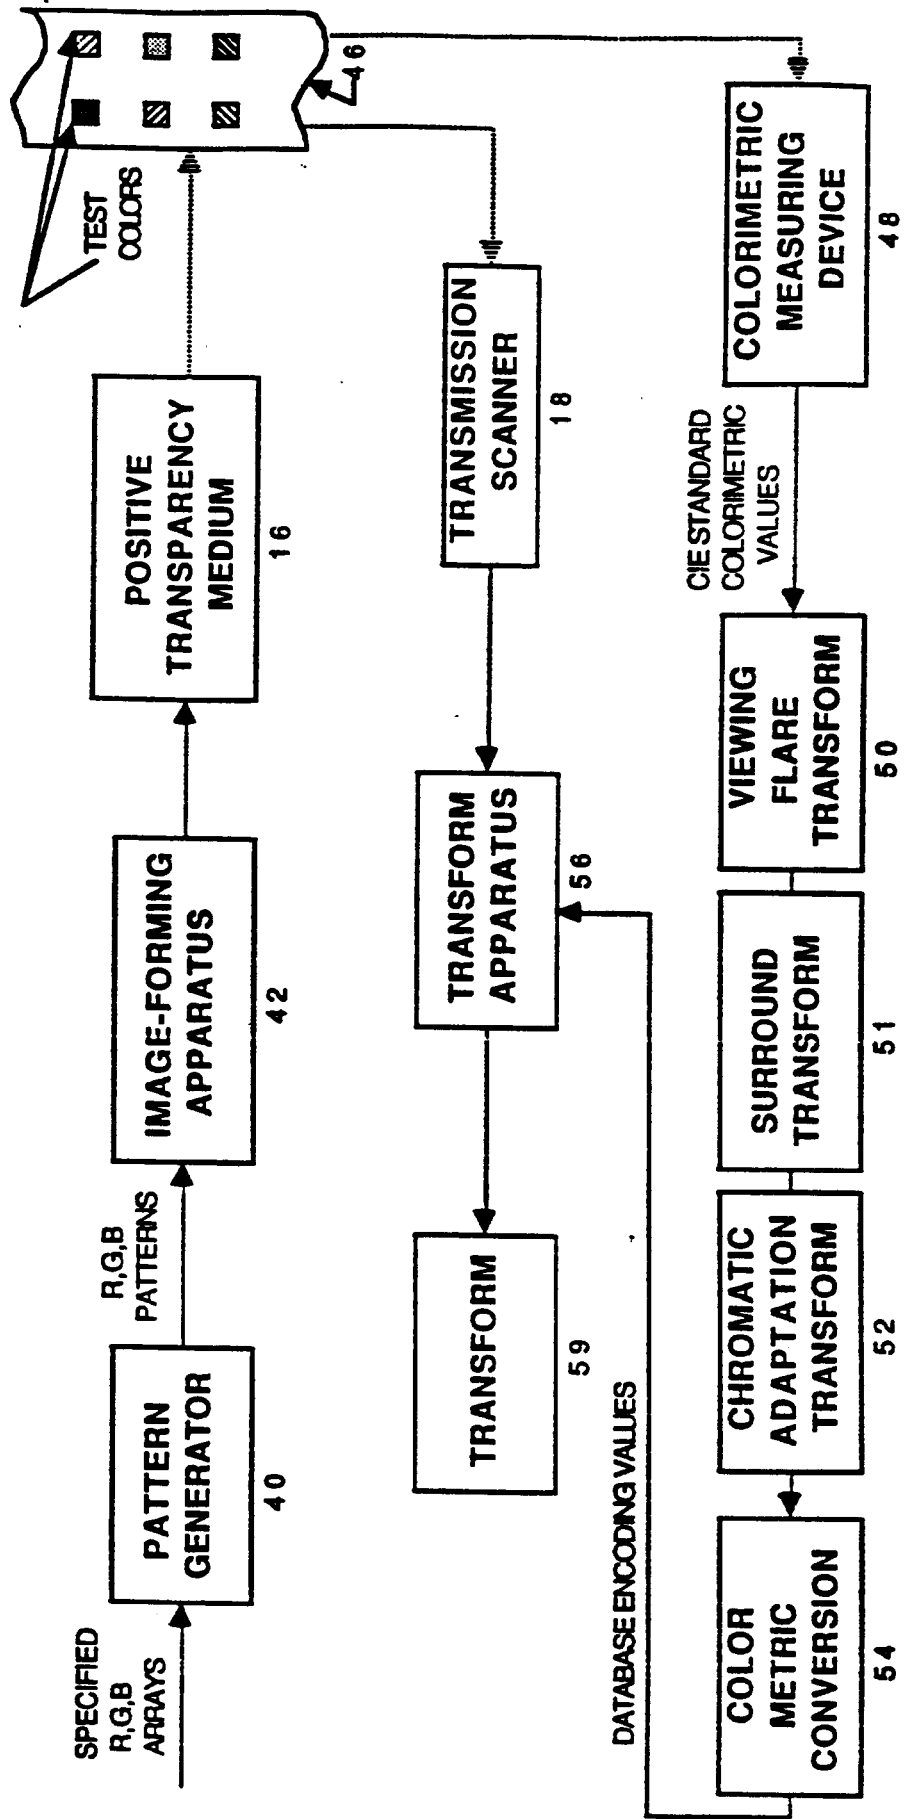 SPECIFIED
R,G,B
ARRAYS
PATTERN
GENERATOR
40
R,G,B
PATTERNS
IMAGE-FORMING
APPARATUS
42
POSITIVE
TRANSPARENCY
MEDIUM
16
TEST
COLORS
46
TRANSFORM
59
TRANSFORM
APPARATUS
56
TRANSMISSION
SCANNER
18
DATABASE ENCODING VALUES
COLOR
METRIC
CONVERSION
54
CHROMATIC
ADAPTATION
TRANSFORM
52
SURROUND
TRANSFORM
51
VIEWING
FLARE
TRANSFORM
50
CIE STANDARD
COLORIMETRIC
VALUES
COLORIMETRIC
MEASURING
DEVICE
48